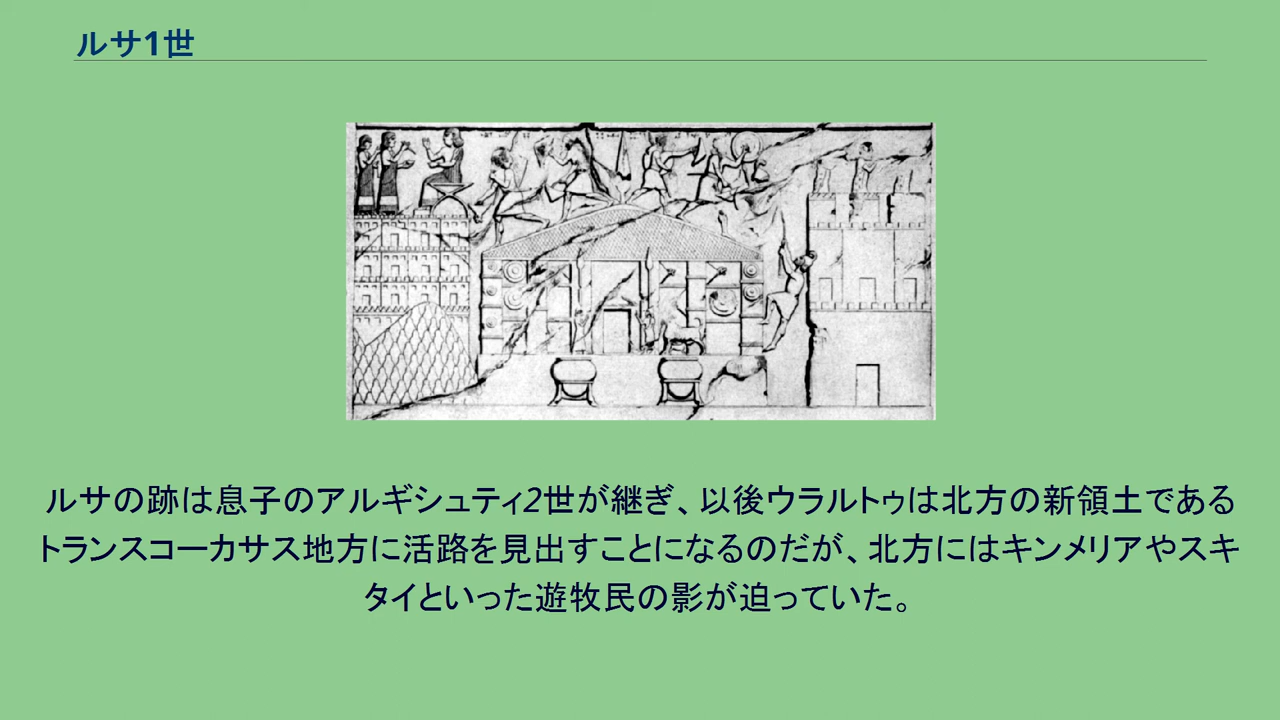 ルサ1世
ルサの跡は息子のアルギシュティ2世が継ぎ、以後ウラルトゥは北方の新領土である
トランスコーカサス地方に活路を見出すことになるのだが、北方にはキンメリアやスキ
タイといった遊牧民の影が迫っていた。